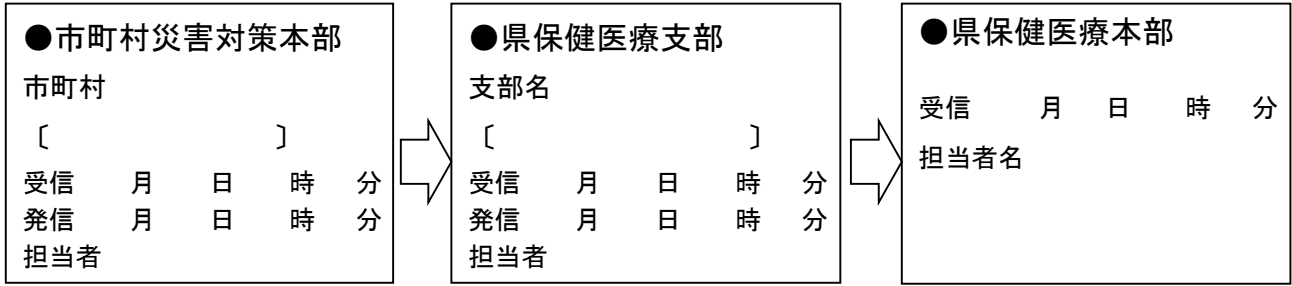 ●市町村災害対策本部
市町村
〔　　　　　　　　〕
受信　　月　　日　　時　　分
発信　　月　　日　　時　　分
担当者
●県保健医療支部
支部名
〔　　　　　　　　〕
受信　　月　　日　　時　　分
発信　　月　　日　　時　　分
担当者
●県保健医療本部
受信　　月　　日　　時　　分
担当者名